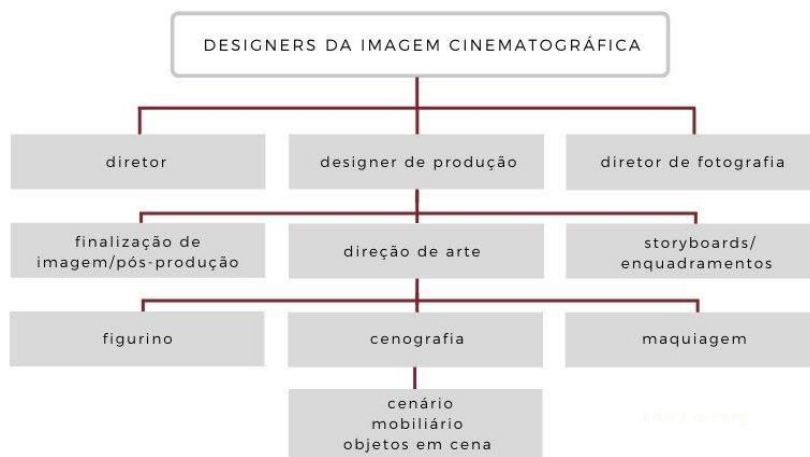 DESIGNERS DA IMAGEM CINEMATOGRÁFICA
diretor
designer de produção
diretor de fotografia
finalização de
imagem/pós-produção
direção de arte
storyboards/
enquadramentos
figurino
cenografia
maquiagem
cenário
mobiliário
objetos em cena